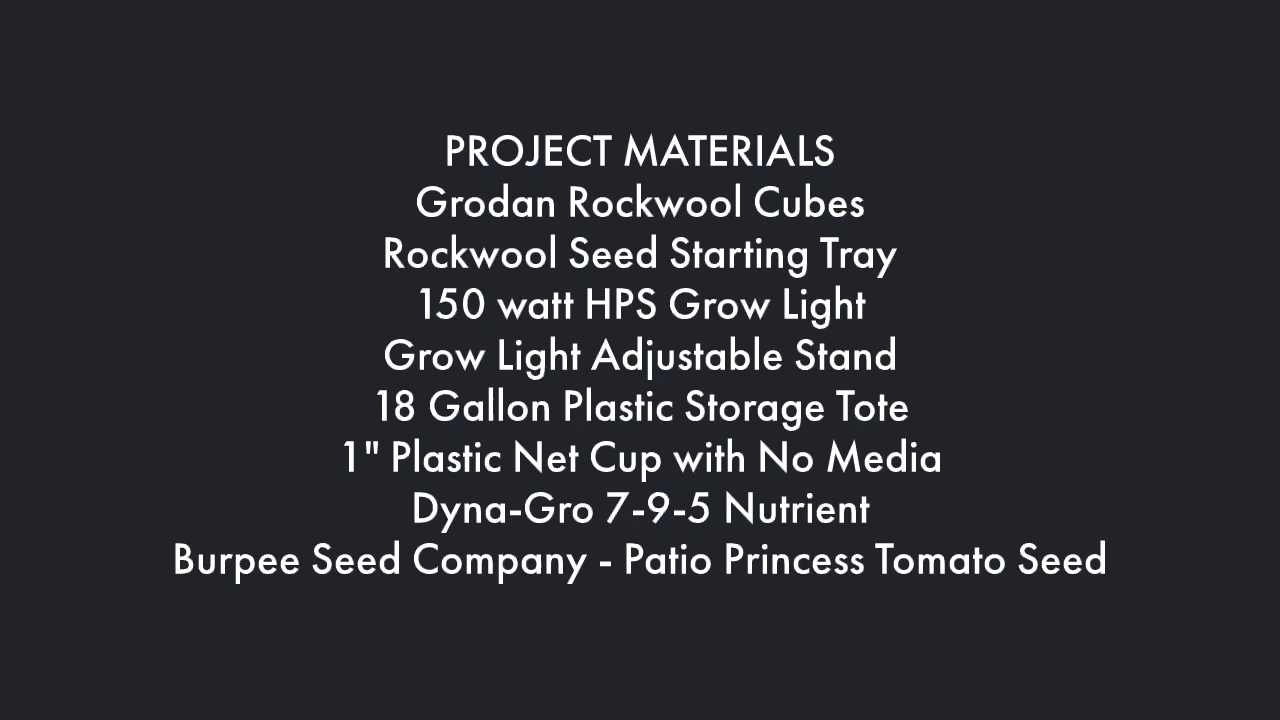 PROJECT MATERIALS
Grodan Rockwool Cubes
Rockwool Seed Starting Tray
150 watt HPS Grow Light
Grow Light Adjustable Stand
18 Gallon Plastic Storage Tote
1" Plastic Net Cup with No Media
Dyna-Gro 7-9-5 Nutrient
Burpee Seed Company - Patio Princess Tomato Seed